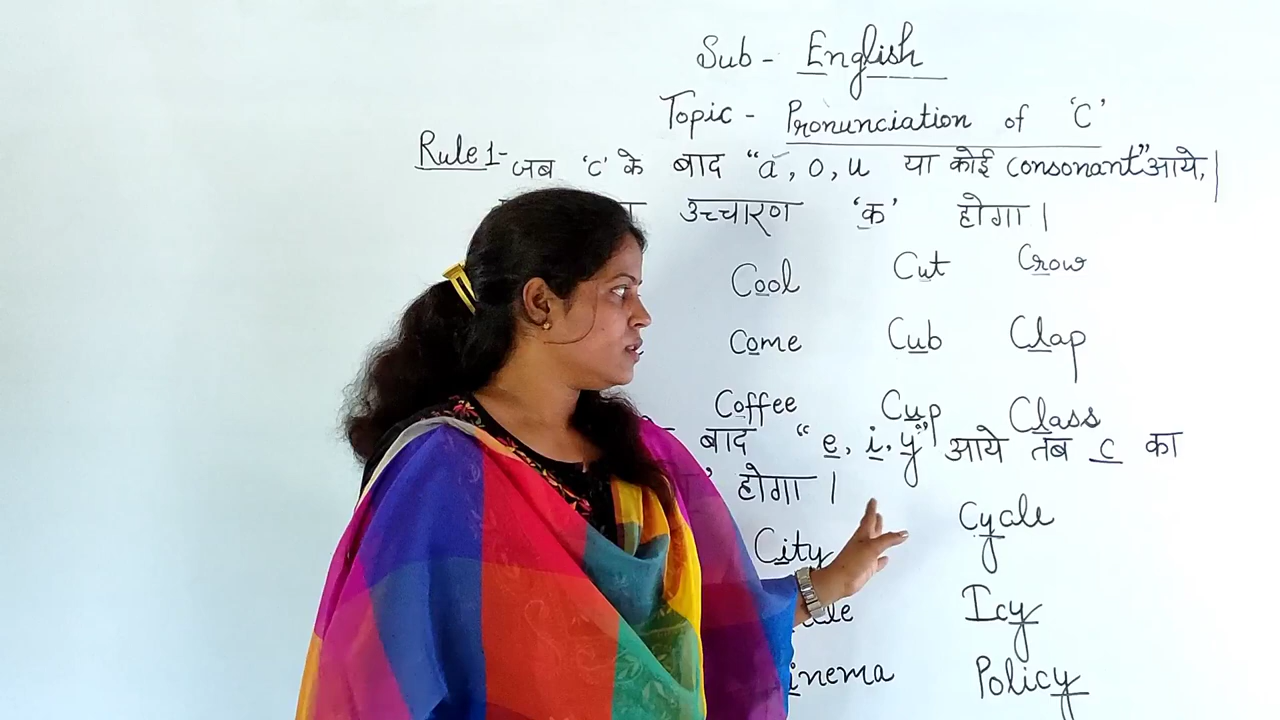 Sub - English
Topic - Pronunciation of 'C'
Rule 1- जब 'c' के बाद "a, o, u या कोई consonant" आये,
उच्चारण 'क' होगा।
Cool Cut Crow
Come Cub Clap
Coffee Cup Class
बाद "e, i, y" आये तब c का
होगा।
City Cycle
Icy
inema Policy